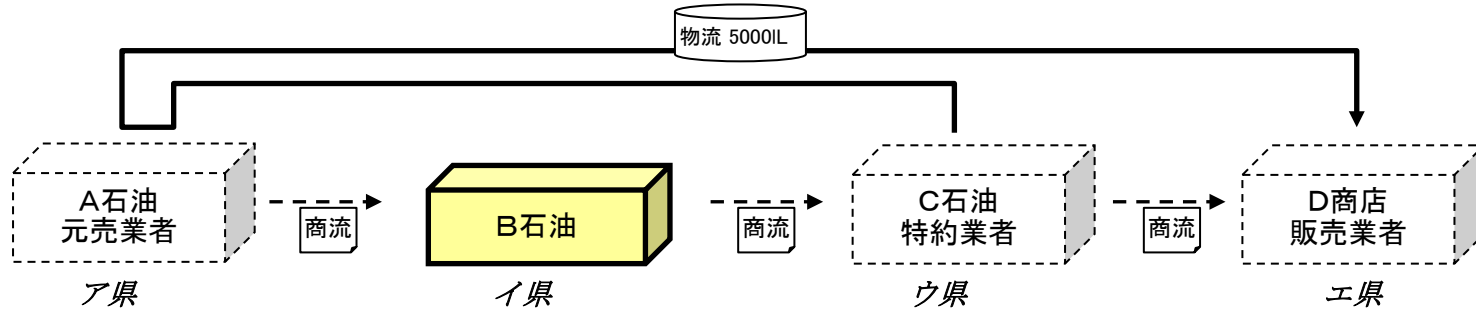 物流 5000lL
A石油
元売業者
商流
B石油
商流
C石油
特約業者
商流
D商店
販売業者
ア県
イ県
ウ県
エ県